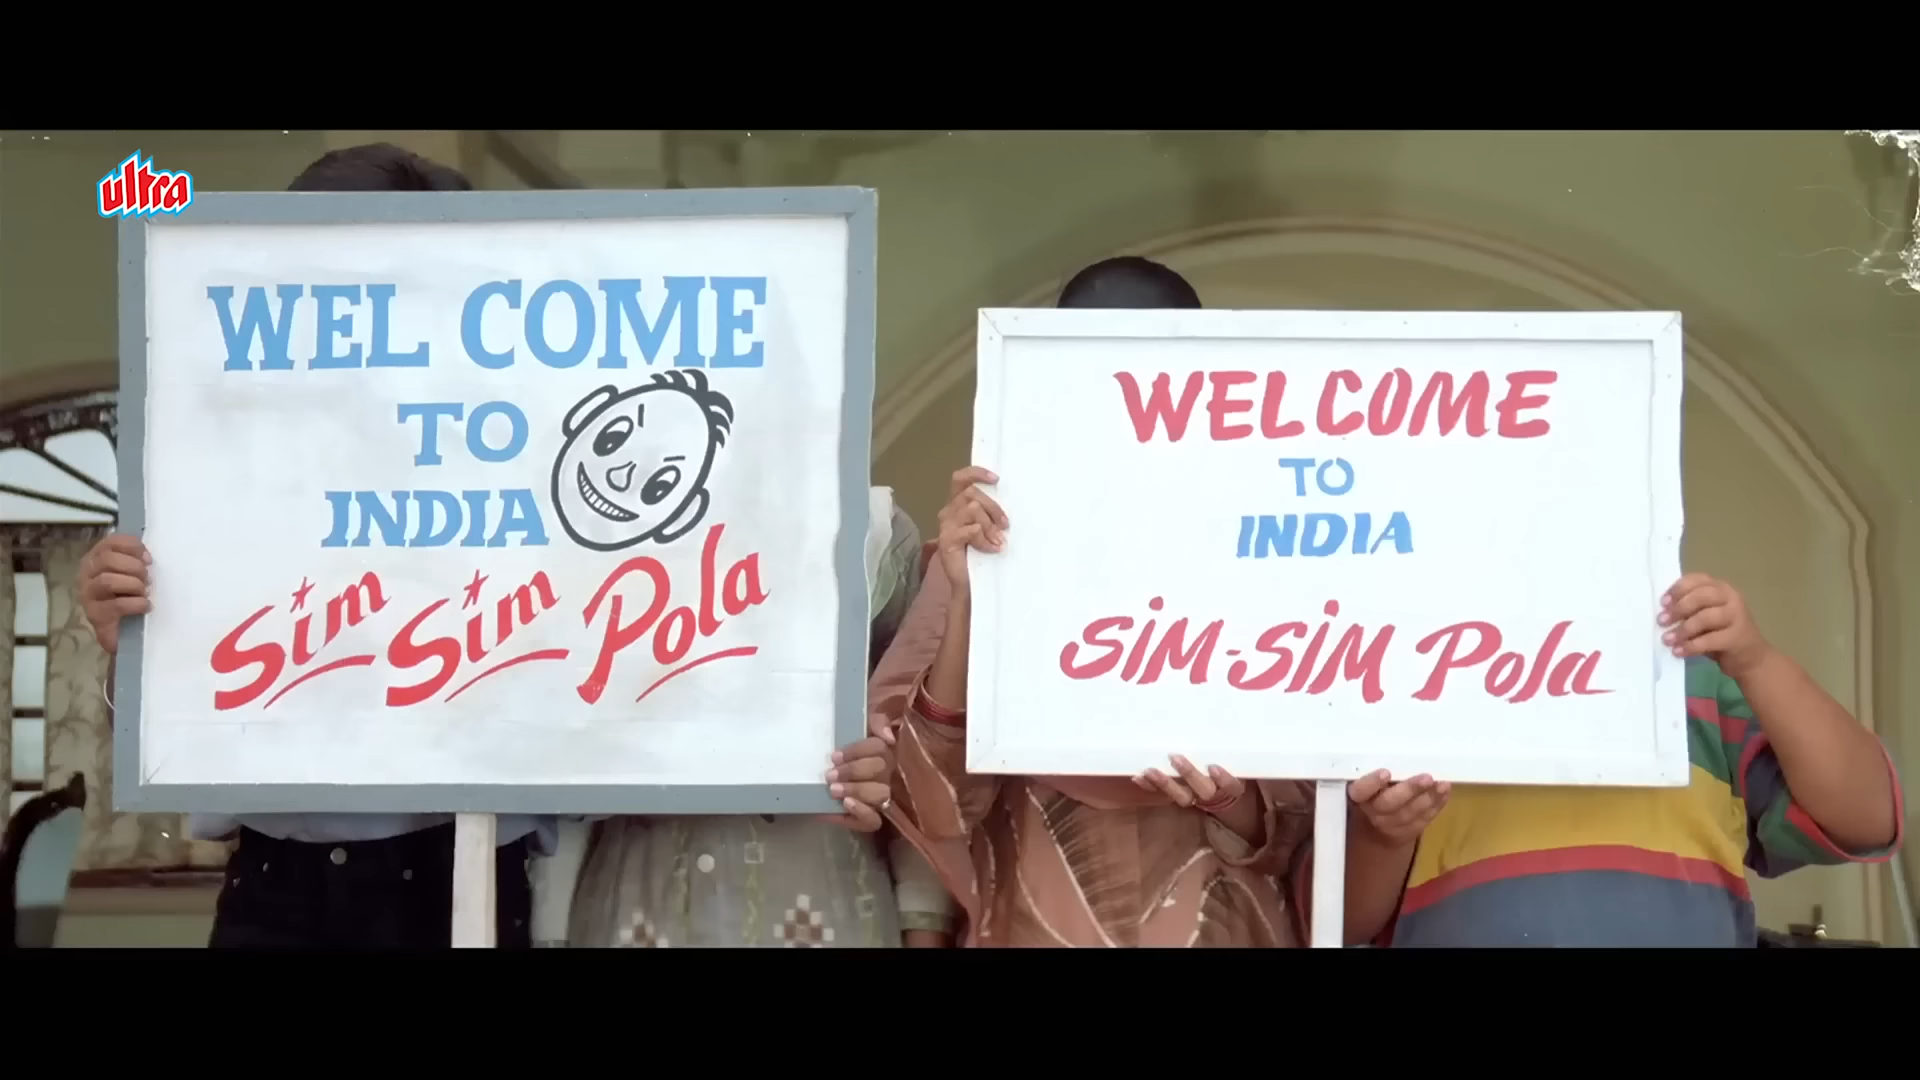 ultra
WEL COME
TO
INDIA
Sim Sim Pola
WELCOME
TO
INDIA
SiM-SiM Pola